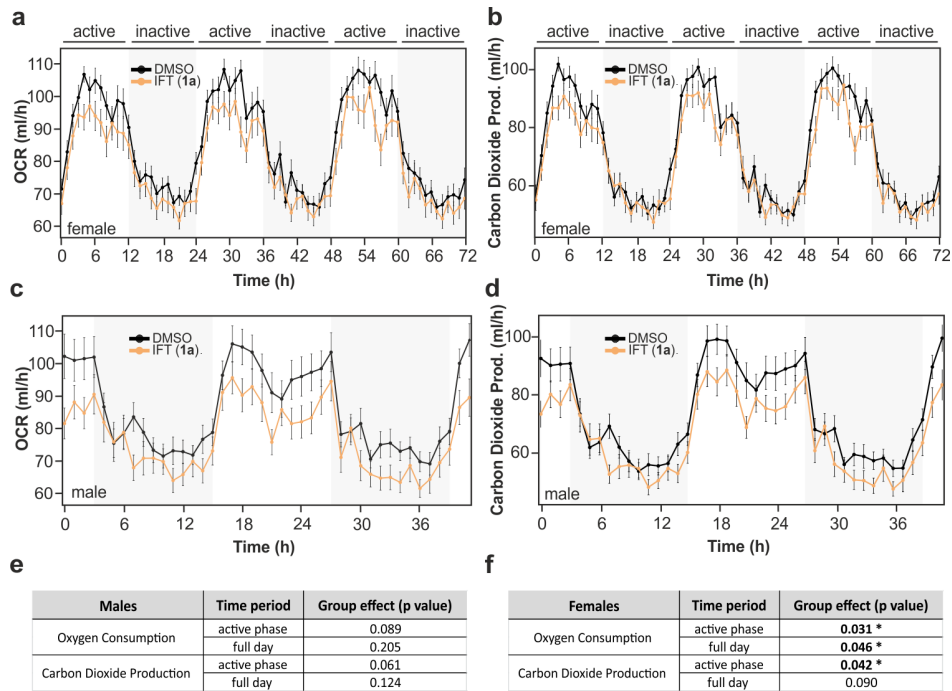 a
active inactive active inactive active inactive
110
100
90
80
70
60
OCR (ml/h)
DMSO
IFT (1a)
female
0 6 12 18 24 30 36 42 48 54 60 66 72
Time (h)
b
active inactive active inactive active inactive
100
80
60
Carbon Dioxide Prod. (ml/h)
DMSO
IFT (1a)
female
0 6 12 18 24 30 36 42 48 54 60 66 72
Time (h)
c
110
100
90
80
70
60
OCR (ml/h)
DMSO
IFT (1a).
male
0 6 12 18 24 30 36
Time (h)
d
100
80
60
Carbon Dioxide Prod. (ml/h)
DMSO
IFT (1a).
male
0 6 12 18 24 30 36
Time (h)
e
Males Time period Group effect (p value)
Oxygen Consumption active phase 0.089
full day 0.205
Carbon Dioxide Production active phase 0.061
full day 0.124
f
Females Time period Group effect (p value)
Oxygen Consumption active phase 0.031 *
full day 0.046 *
Carbon Dioxide Production active phase 0.042 *
full day 0.090